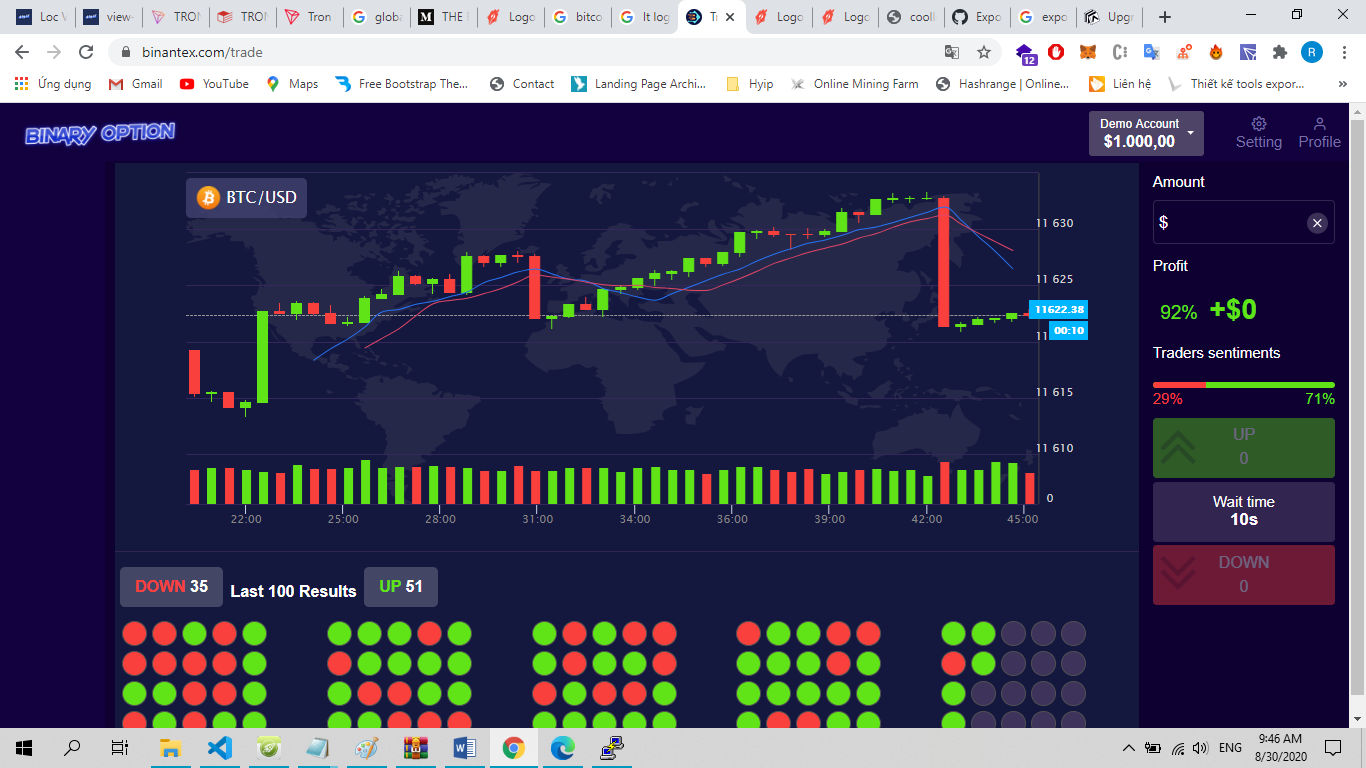 Loc V
view-
TRON
TRON
Tron
globa
THE F
Logo
bitco
It log
Tr
Logo
Logo
cooll
Expo
expo
Upgr
binantex.com/trade
12
R
Ứng dụng
Gmail
YouTube
Maps
Free Bootstrap The...
Contact
Landing Page Archi...
Hyip
Online Mining Farm
Hashrange | Online...
Liên hệ
Thiết kế tools expor...
BINARY OPTION
Demo Account
$1.000,00
Setting
Profile
BTC/USD
11 630
11 625
11622.38
00:10
11 615
11 610
0
22:00 25:00 28:00 31:00 34:00 36:00 39:00 42:00 45:00
Amount
$
Profit
92% +$0
Traders sentiments
29% 71%
UP
0
Wait time
10s
DOWN
0
DOWN 35 Last 100 Results UP 51
ENG
9:46 AM
8/30/2020